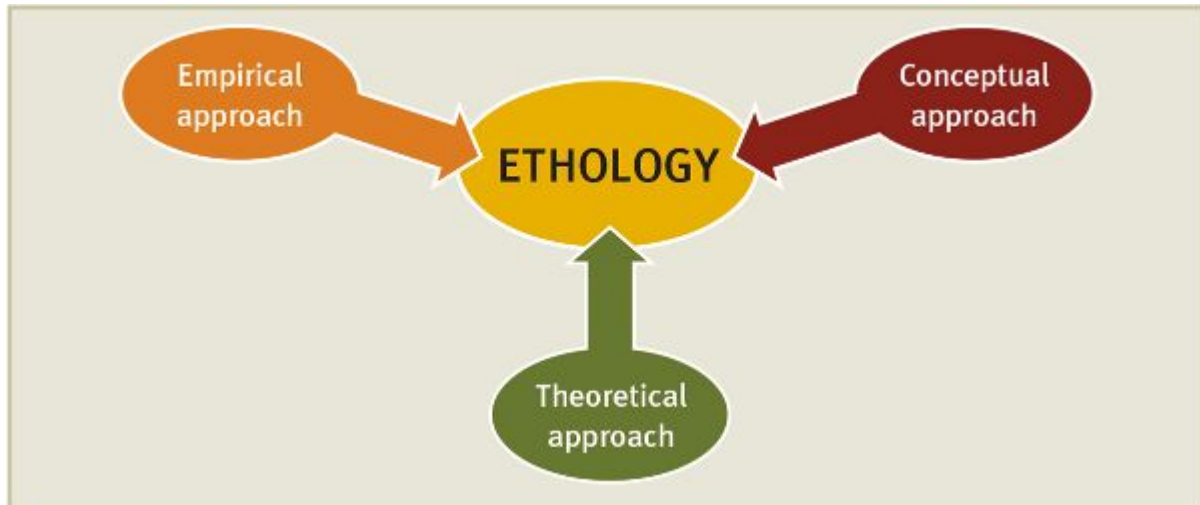 Empirical
approach
Conceptual
approach
ETHOLOGY
Theoretical
approach